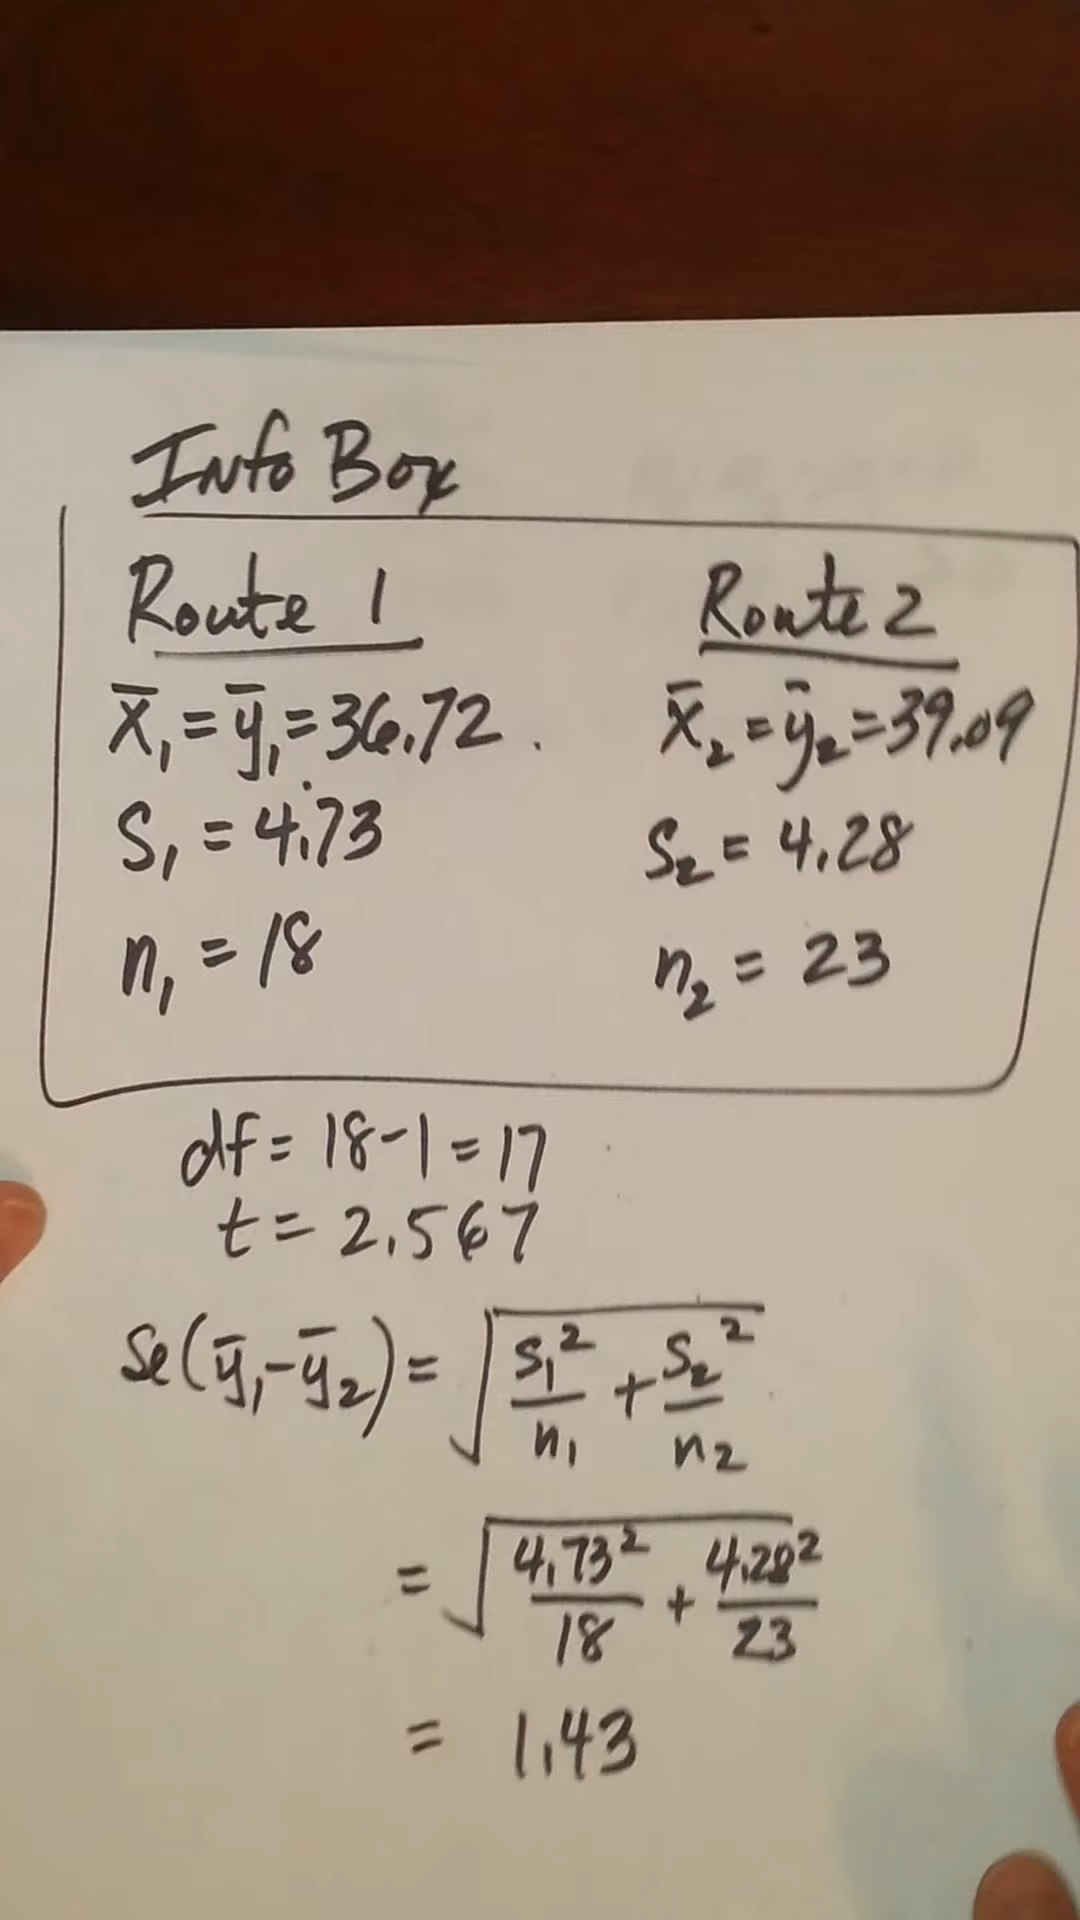 Info Box
Route 1
x̄₁ = ȳ₁ = 36.72
S₁ = 4.73
n₁ = 18
Route 2
x̄₂ = ȳ₂ = 39.09
S₂ = 4.28
n₂ = 23
df = 18 - 1 = 17
t = 2.567
Se(ȳ₁ - ȳ₂) = √(S₁²/n₁ + S₂²/n₂)
= √(4.73²/18 + 4.28²/23)
= 1.43